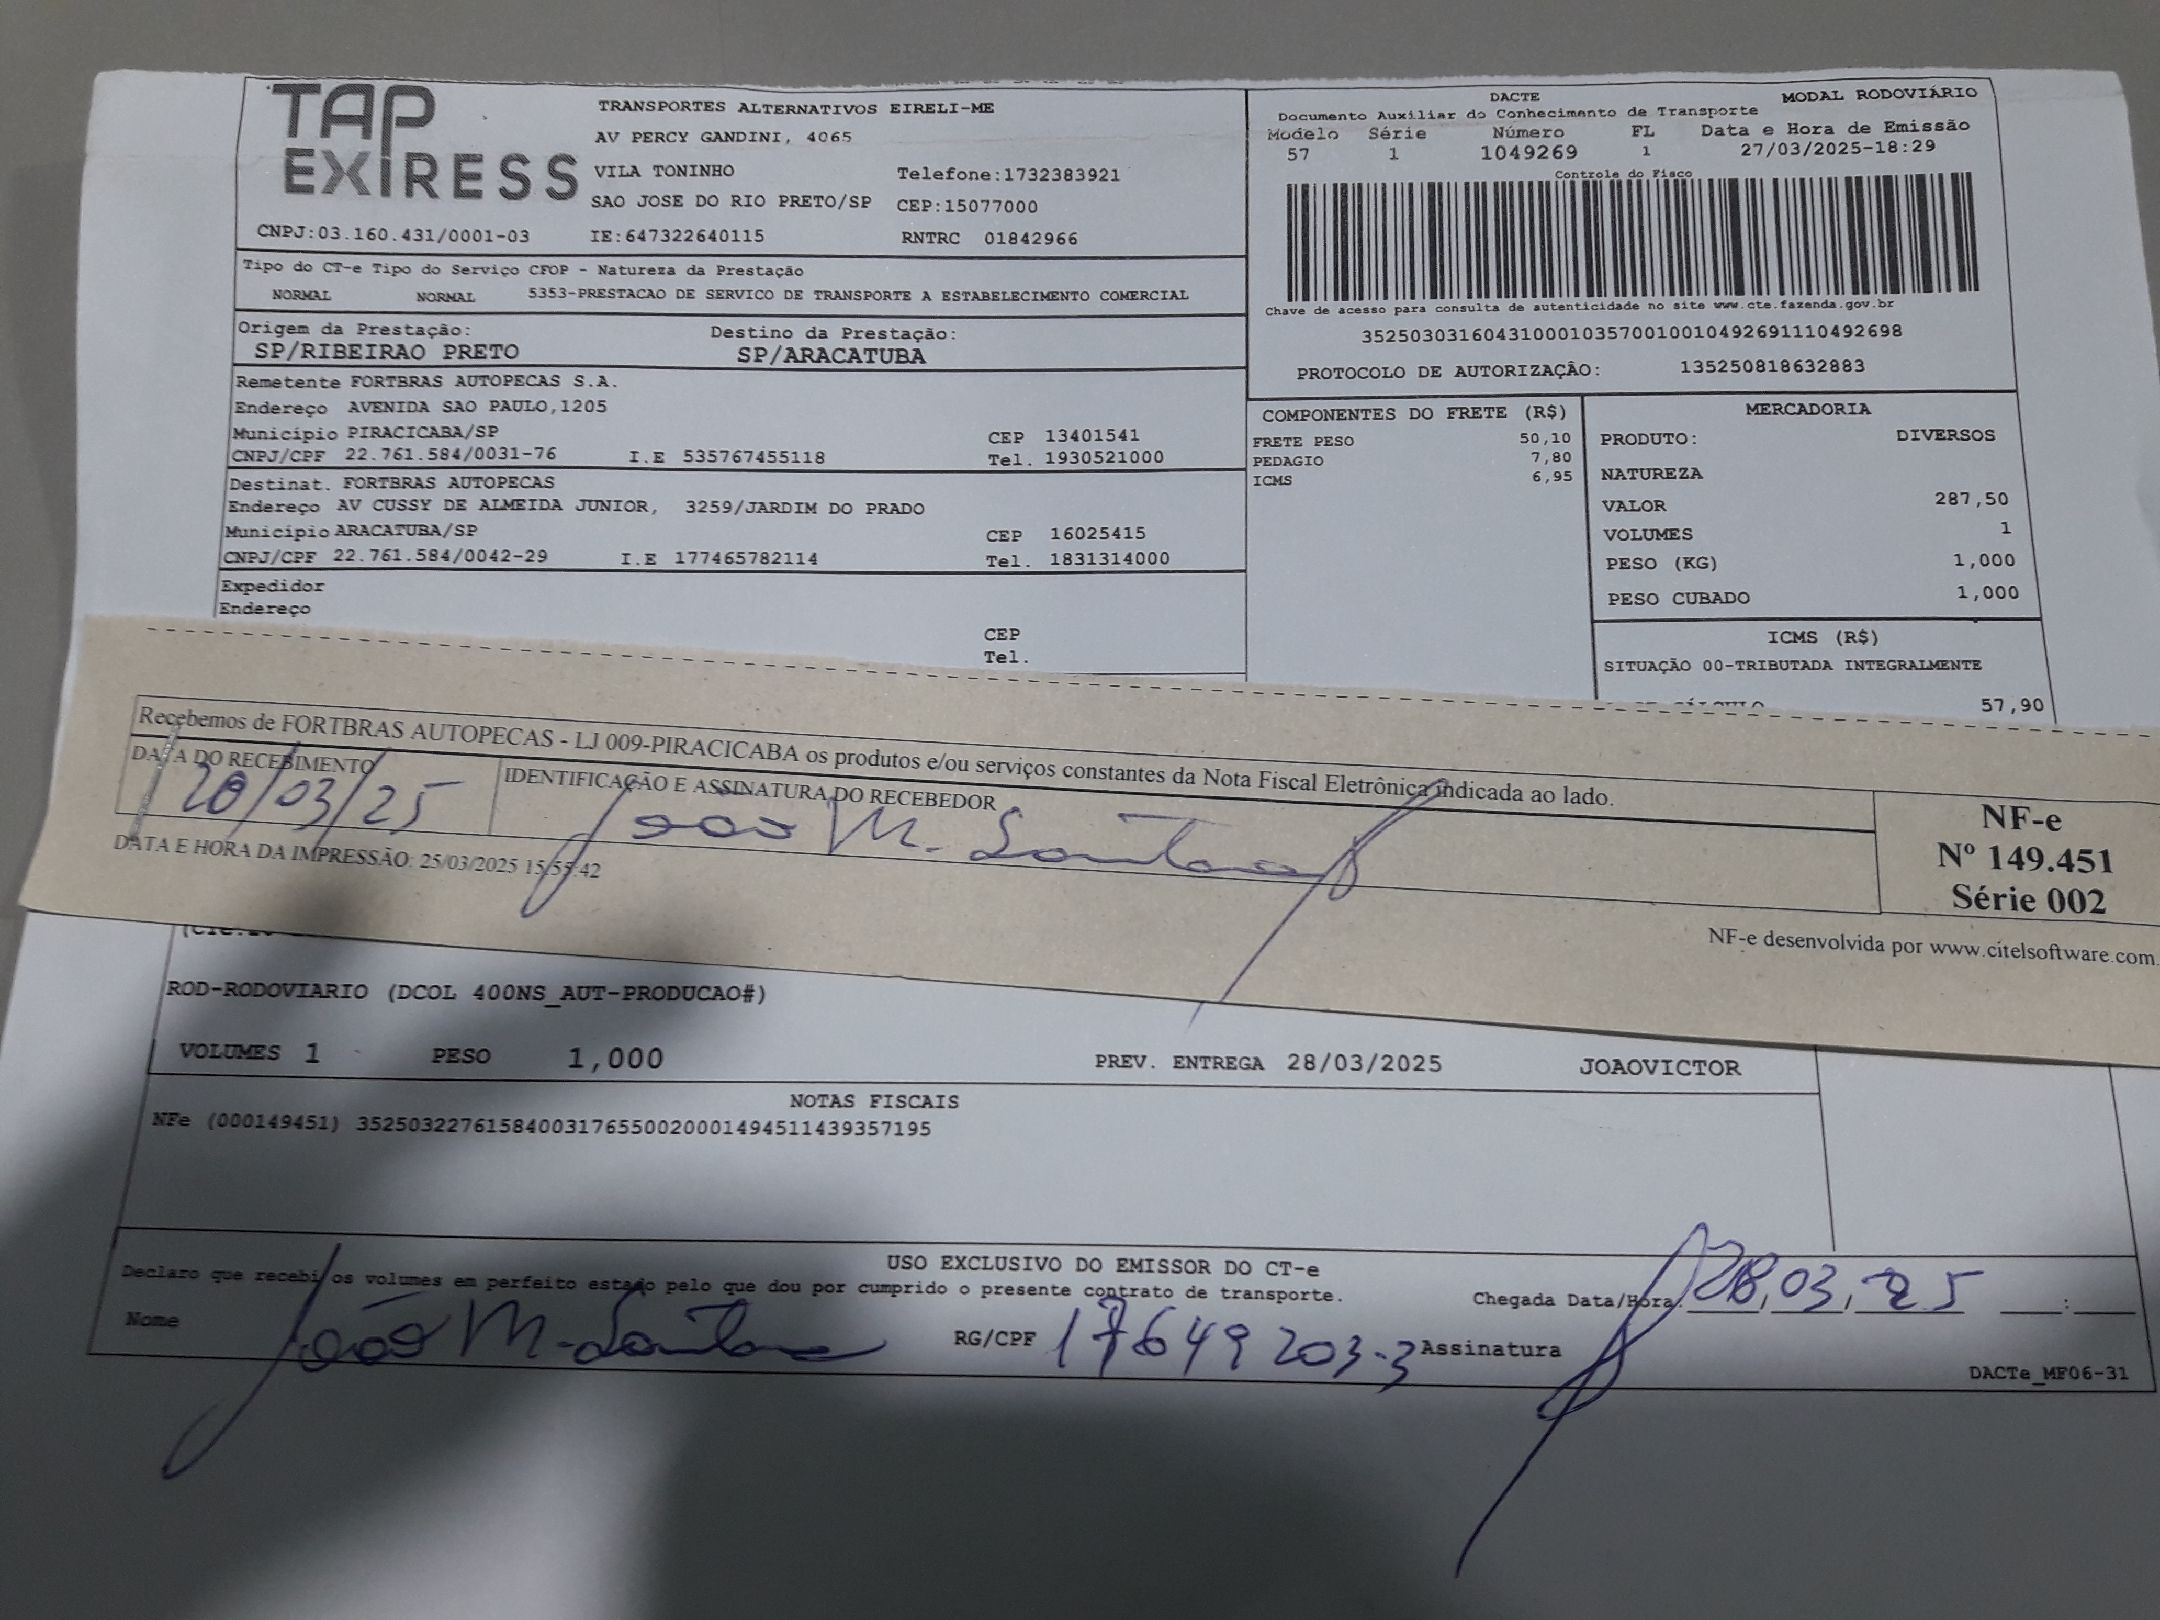 TAP
EXIRESS
TRANSPORTES ALTERNATIVOS EIRELI-ME
AV PERCY GANDINI, 4065
VILA TONINHO Telefone:1732383921
SAO JOSE DO RIO PRETO/SP CEP:15077000
CNPJ:03.160.431/0001-03 IE:647322640115 RNTRC 01842966
DACTE MODAL RODOVIÁRIO
Documento Auxiliar do Conhecimento de Transporte
Modelo Série Número FL Data e Hora de Emissão
57 1 1049269 1 27/03/2025-18:29
Controle do Fisco
Chave de acesso para consulta de autenticidade no site www.cte.fazenda.gov.br
35250303160431000103570010010492691110492698
PROTOCOLO DE AUTORIZAÇÃO: 135250818632883
Tipo do CT-e Tipo do Serviço CFOP - Natureza da Prestação
NORMAL NORMAL 5353-PRESTACAO DE SERVICO DE TRANSPORTE A ESTABELECIMENTO COMERCIAL
Origem da Prestação: Destino da Prestação:
SP/RIBEIRAO PRETO SP/ARACATUBA
Remetente FORTBRAS AUTOPECAS S.A.
Endereço AVENIDA SAO PAULO,1205
Município PIRACICABA/SP CEP 13401541
CNPJ/CPF 22.761.584/0031-76 I.E 535767455118 Tel. 1930521000
Destinat. FORTBRAS AUTOPECAS
Endereço AV CUSSY DE ALMEIDA JUNIOR, 3259/JARDIM DO PRADO
Município ARACATUBA/SP CEP 16025415
CNPJ/CPF 22.761.584/0042-29 I.E 177465782114 Tel. 1831314000
Expedidor
Endereço
CEP
Tel.
COMPONENTES DO FRETE (R$)
FRETE PESO 50,10
PEDAGIO 7,80
ICMS 6,95
MERCADORIA
PRODUTO: DIVERSOS
NATUREZA
VALOR 287,50
VOLUMES 1
PESO (KG) 1,000
PESO CUBADO 1,000
ICMS (R$)
SITUAÇÃO 00-TRIBUTADA INTEGRALMENTE
57,90
Recebemos de FORTBRAS AUTOPECAS - LJ 009-PIRACICABA os produtos e/ou serviços constantes da Nota Fiscal Eletrônica indicada ao lado.
DATA DO RECEBIMENTO IDENTIFICAÇÃO E ASSINATURA DO RECEBEDOR
28/03/25 João M. Santana
DATA E HORA DA IMPRESSÃO: 25/03/2025 15:55:42
NF-e
Nº 149.451
Série 002
NF-e desenvolvida por www.citelsoftware.com.
ROD-RODOVIARIO (DCOL 400NS_AUT-PRODUCAO#)
VOLUMES 1 PESO 1,000 PREV. ENTREGA 28/03/2025 JOAOVICTOR
NOTAS FISCAIS
NFe (000149451) 35250322761584003176550020001494511439357195
USO EXCLUSIVO DO EMISSOR DO CT-e
Declaro que recebi os volumes em perfeito estado pelo que dou por cumprido o presente contrato de transporte. Chegada Data/Hora: 28,03,25 :
Nome João M. Santana RG/CPF 17649203-3 Assinatura
DACTe_MF06-31